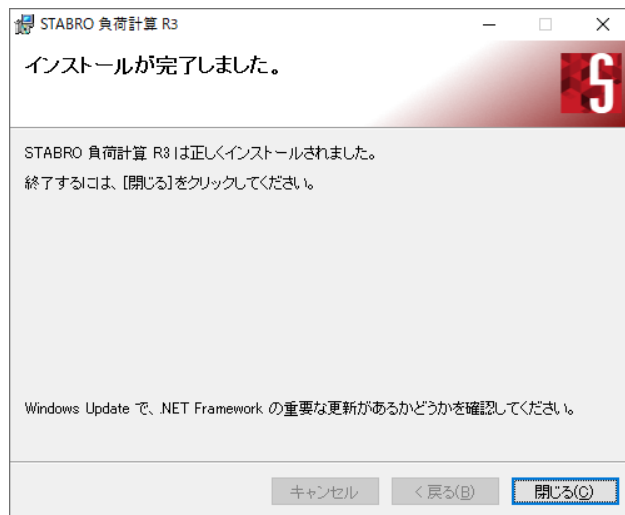 STABRO 負荷計算 R3
インストールが完了しました。
STABRO 負荷計算 R3 は正しくインストールされました。
終了するには、[閉じる]をクリックしてください。
Windows Update で、.NET Framework の重要な更新があるかどうかを確認してください。
キャンセル
< 戻る(B)
閉じる(C)